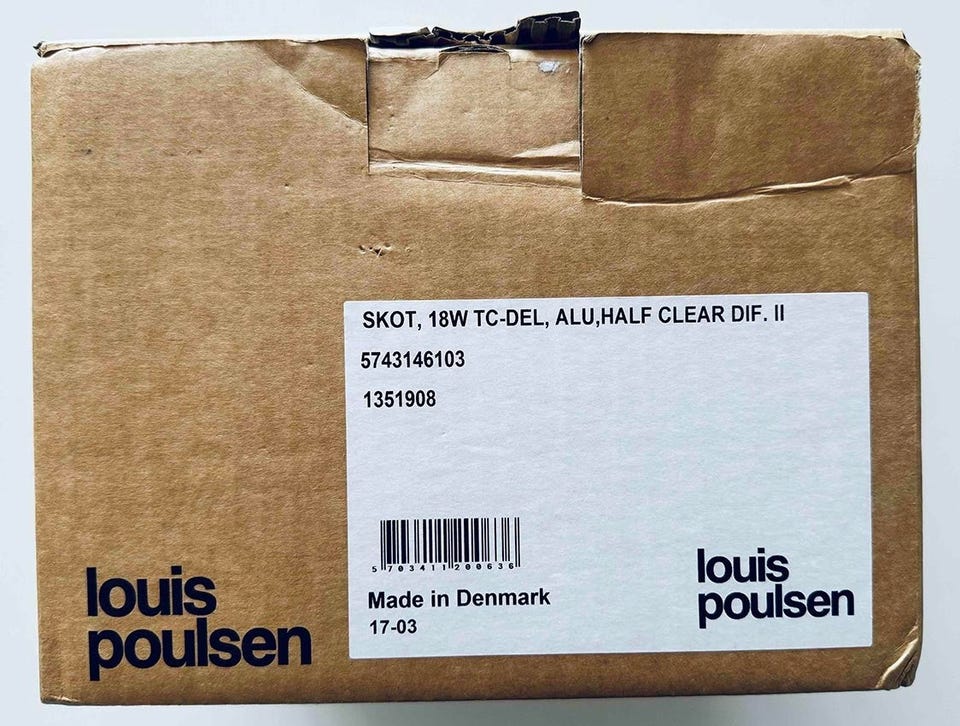 SKOT, 18W TC-DEL, ALU,HALF CLEAR DIF. II
5743146103
1351908
5 703411 200636
Made in Denmark
17-03
louis
poulsen
louis
poulsen